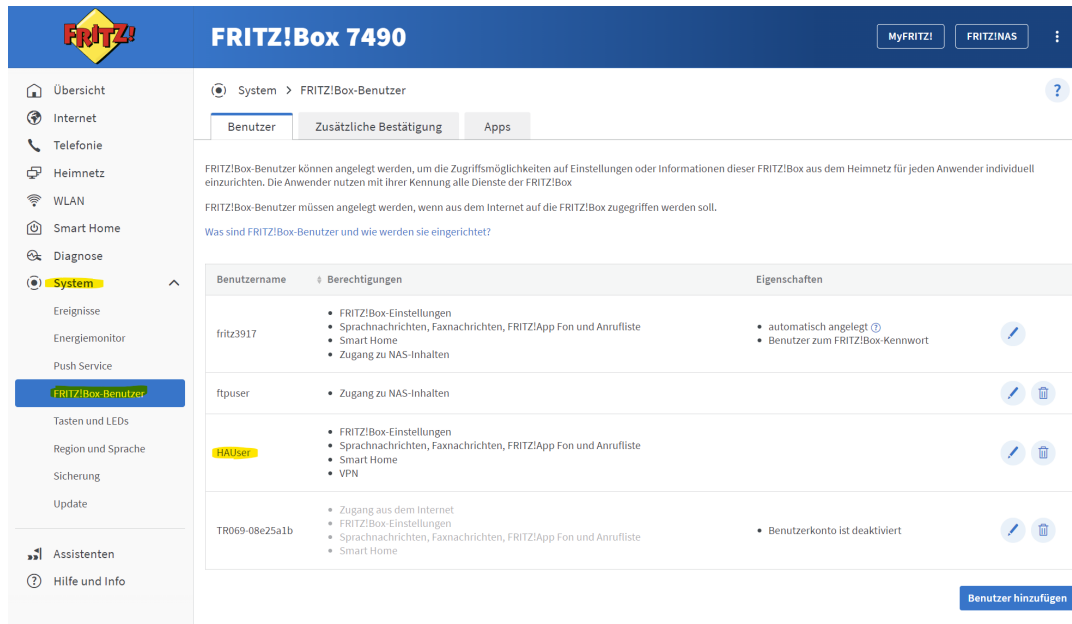 FRITZ!
FRITZ!Box 7490
MyFRITZ!
FRITZ!NAS
Übersicht
Internet
Telefonie
Heimnetz
WLAN
Smart Home
Diagnose
System
Ereignisse
Energiemonitor
Push Service
FRITZ!Box-Benutzer
Tasten und LEDs
Region und Sprache
Sicherung
Update
Assistenten
? Hilfe und Info
System > FRITZ!Box-Benutzer
?
Benutzer
Zusätzliche Bestätigung
Apps
FRITZ!Box-Benutzer können angelegt werden, um die Zugriffsmöglichkeiten auf Einstellungen oder Informationen dieser FRITZ!Box aus dem Heimnetz für jeden Anwender individuell
einzurichten. Die Anwender nutzen mit ihrer Kennung alle Dienste der FRITZ!Box
FRITZ!Box-Benutzer müssen angelegt werden, wenn aus dem Internet auf die FRITZ!Box zugegriffen werden soll.
Was sind FRITZ!Box-Benutzer und wie werden sie eingerichtet?
Benutzername
Berechtigungen
Eigenschaften
fritz3917
• FRITZ!Box-Einstellungen
• Sprachnachrichten, Faxnachrichten, FRITZ!App Fon und Anrufliste
• Smart Home
• Zugang zu NAS-Inhalten
• automatisch angelegt ?
• Benutzer zum FRITZ!Box-Kennwort
ftpuser
• Zugang zu NAS-Inhalten
HAUser
• FRITZ!Box-Einstellungen
• Sprachnachrichten, Faxnachrichten, FRITZ!App Fon und Anrufliste
• Smart Home
• VPN
TR069-08e25a1b
• Zugang aus dem Internet
• FRITZ!Box-Einstellungen
• Sprachnachrichten, Faxnachrichten, FRITZ!App Fon und Anrufliste
• Smart Home
• Benutzerkonto ist deaktiviert
Benutzer hinzufügen